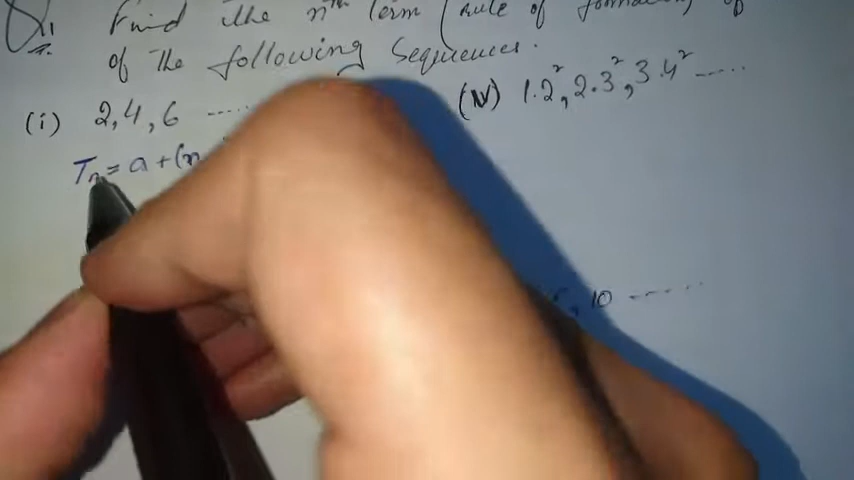 Q1. Find the nth term (rule of formation) of
of the following sequences.
(i) 2,4,6 ......
(IV) 1.2², 2.3², 3.4² ......
Tn = a + (n
, 10 ......